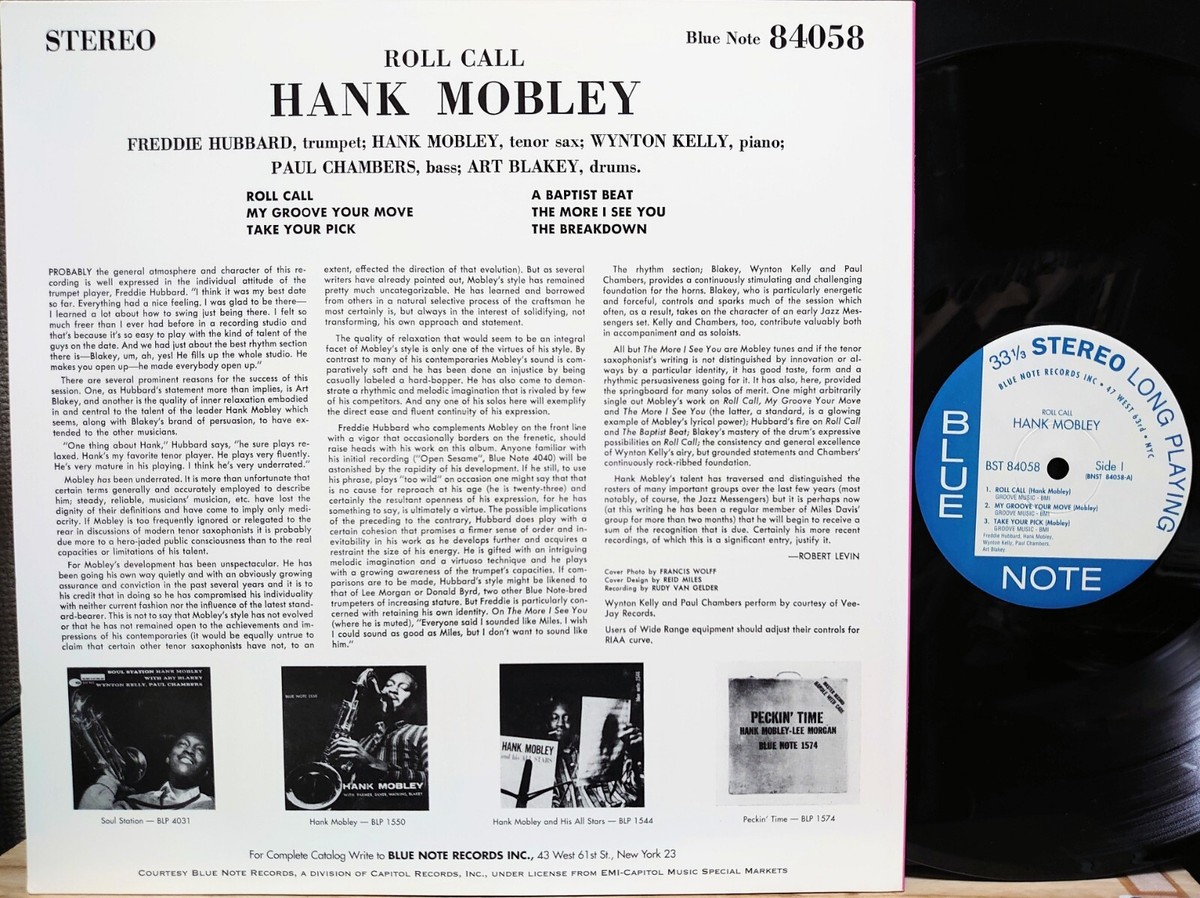 STEREO
Blue Note 84058
ROLL CALL
HANK MOBLEY
FREDDIE HUBBARD, trumpet; HANK MOBLEY, tenor sax; WYNTON KELLY, piano;
PAUL CHAMBERS, bass; ART BLAKEY, drums.
ROLL CALL
MY GROOVE YOUR MOVE
TAKE YOUR PICK
A BAPTIST BEAT
THE MORE I SEE YOU
THE BREAKDOWN
PROBABLY the general atmosphere and character of this re-
cording is well expressed in the individual attitude of the
trumpet player, Freddie Hubbard. "I think it was my best date
so far. Everything had a nice feeling. I was glad to be there—
I learned a lot about how to swing just being there. I felt so
much freer than I ever had before in a recording studio and
that's because it's so easy to play with the kind of talent of the
guys on the date. And we had just about the best rhythm section
there is—Blakey, um, ah, yes! He fills up the whole studio. He
makes you open up—he made everybody open up."
There are several prominent reasons for the success of this
session. One, as Hubbard's statement more than implies, is Art
Blakey, and another is the quality of inner relaxation embodied
in and central to the talent of the leader Hank Mobley which
seems, along with Blakey's brand of persuasion, to have ex-
tended to the other musicians.
"One thing about Hank," Hubbard says, "he sure plays re-
laxed. Hank's my favorite tenor player. He plays very fluently.
He's very mature in his playing. I think he's very underrated."
Mobley has been underrated. It is more than unfortunate that
certain terms generally and accurately employed to describe
him; steady, reliable, musicians' musician, etc. have lost the
dignity of their definitions and have come to imply only medi-
ocrity. If Mobley is too frequently ignored or relegated to the
rear in discussions of modern tenor saxophonists it is probably
due more to a hero-jaded public consciousness than to the real
capacities or limitations of his talent.
For Mobley's development has been unspectacular. He has
been going his own way quietly and with an obviously growing
assurance and conviction in the past several years and it is to
his credit that in doing so he has compromised his individuality
with neither current fashion nor the influence of the latest stand-
ard-bearer. This is not to say that Mobley's style has not evolved
or that he has not remained open to the achievements and im-
pressions of his contemporaries (it would be equally untrue to
claim that certain other tenor saxophonists have not, to an
extent, effected the direction of that evolution). But as several
writers have already pointed out, Mobley's style has remained
pretty much uncategorizable. He has learned and borrowed
from others in a natural selective process of the craftsman he
most certainly is, but always in the interest of solidifying, not
transforming, his own approach and statement.
The quality of relaxation that would seem to be an integral
facet of Mobley's style is only one of the virtues of his style. By
contrast to many of his contemporaries Mobley's sound is com-
paratively soft and he has been done an injustice by being
casually labeled a hard-bopper. He has also come to demon-
strate a rhythmic and melodic imagination that is rivaled by few
of his competitors. And any one of his solos here will exemplify
the direct ease and fluent continuity of his expression.
Freddie Hubbard who complements Mobley on the front line
with a vigor that occasionally borders on the frenetic, should
raise heads with his work on this album. Anyone familiar with
his initial recording ("Open Sesame", Blue Note 4040) will be
astonished by the rapidity of his development. If he still, to use
his phrase, plays "too wild" on occasion one might say that that
is no cause for reproach at his age (he is twenty-three) and
certainly the resultant openess of his expression, for he has
something to say, is ultimately a virtue. The possible implications
of the preceding to the contrary, Hubbard does play with a
certain cohesion that promises a firmer sense of order and in-
evitability in his work as he develops further and acquires a
restraint the size of his energy. He is gifted with an intriguing
melodic imagination and a virtuoso technique and he plays
with a growing awareness of the trumpet's capacities. If com-
parisons are to be made, Hubbard's style might be likened to
that of Lee Morgan or Donald Byrd, two other Blue Note-bred
trumpeters of increasing stature. But Freddie is particularly con-
cerned with retaining his own identity. On The More I See You
(where he is muted), "Everyone said I sounded like Miles. I wish
I could sound as good as Miles, but I don't want to sound like
him."
The rhythm section; Blakey, Wynton Kelly and Paul
Chambers, provides a continuously stimulating and challenging
foundation for the horns. Blakey, who is particularly energetic
and forceful, controls and sparks much of the session which
often, as a result, takes on the character of an early Jazz Mes-
sengers set. Kelly and Chambers, too, contribute valuably both
in accompaniment and as soloists.
All but The More I See You are Mobley tunes and if the tenor
saxophonist's writing is not distinguished by innovation or al-
ways by a particular identity, it has good taste, form and a
rhythmic persuasiveness going for it. It has also, here, provided
the springboard for many solos of merit. One might arbitrarily
single out Mobley's work on Roll Call, My Groove Your Move
and The More I See You (the latter, a standard, is a glowing
example of Mobley's lyrical power); Hubbard's fire on Roll Call
and The Baptist Beat; Blakey's mastery of the drum's expressive
possibilities on Roll Call; the consistency and general excellence
of Wynton Kelly's airy, but grounded statements and Chambers'
continuously rock-ribbed foundation.
Hank Mobley's talent has traversed and distinguished the
rosters of many important groups over the last few years (most
notably, of course, the Jazz Messengers) but it is perhaps now
(at this writing he has been a regular member of Miles Davis'
group for more than two months) that he will begin to receive a
sum of the recognition that is due. Certainly his more recent
recordings, of which this is a significant entry, justify it.
—ROBERT LEVIN
Cover Photo by FRANCIS WOLFF
Cover Design by REID MILES
Recording by RUDY VAN GELDER
Wynton Kelly and Paul Chambers perform by courtesy of Vee-
Jay Records.
Users of Wide Range equipment should adjust their controls for
RIAA curve.
SOUL STATION HANK MOBLEY
WITH ART BLAKEY
WYNTON KELLY, PAUL CHAMBERS
Soul Station — BLP 4031
BLUE NOTE 1550
HANK MOBLEY
WITH FARMER, SILVER, WATKINS, BLAKEY
Hank Mobley — BLP 1550
HANK MOBLEY
and his ALL STARS
blue note 1544
Hank Mobley and His All Stars — BLP 1544
PECKIN' TIME
HANK MOBLEY-LEE MORGAN
BLUE NOTE 1574
Peckin' Time — BLP 1574
For Complete Catalog Write to BLUE NOTE RECORDS INC., 43 West 61st St., New York 23
COURTESY BLUE NOTE RECORDS, A DIVISION OF CAPITOL RECORDS, INC., UNDER LICENSE FROM EMI-CAPITOL MUSIC SPECIAL MARKETS
33⅓ STEREO LONG PLAYING
BLUE NOTE RECORDS INC • 47 WEST 63rd • NYC
ROLL CALL
HANK MOBLEY
BST 84058
Side 1
(BNST 84058-A)
1. ROLL CALL (Hank Mobley)
GROOVE MUSIC - BMI
2. MY GROOVE YOUR MOVE (Mobley)
GROOVE MUSIC - BMI
3. TAKE YOUR PICK (Mobley)
GROOVE MUSIC - BMI
Freddie Hubbard, Hank Mobley,
Wynton Kelly, Paul Chambers,
Art Blakey
BLUE
NOTE